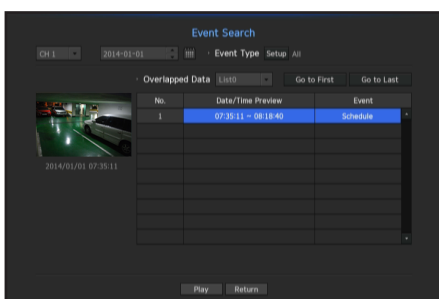 Event Search
CH 1 2014-01-01 · Event Type Setup All
· Overlapped Data List0 Go to First Go to Last
No. Date/Time Preview Event
1 07:35:11 ~ 08:18:40 Schedule
2014/01/01 07:35:11
Play Return